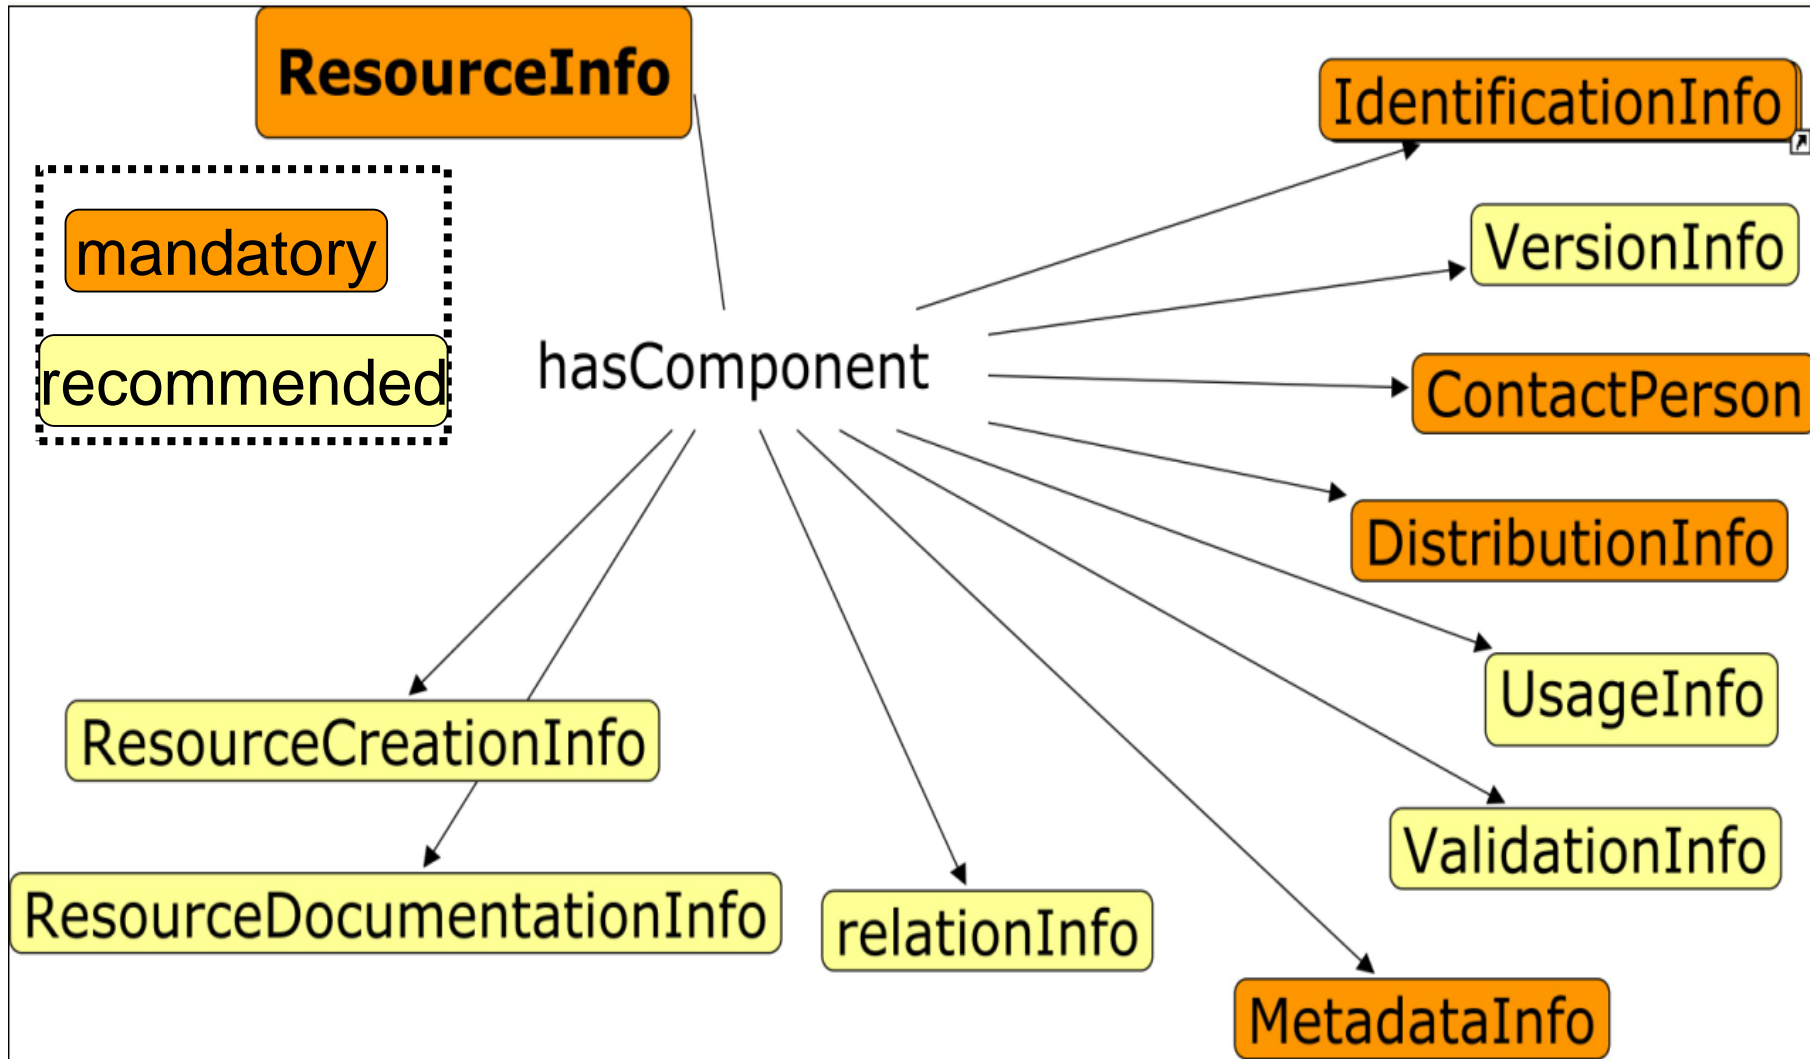 ResourceInfo
IdentificationInfo
mandatory
VersionInfo
recommended
hasComponent
ContactPerson
DistributionInfo
UsageInfo
ResourceCreationInfo
ValidationInfo
ResourceDocumentationInfo
relationInfo
MetadataInfo